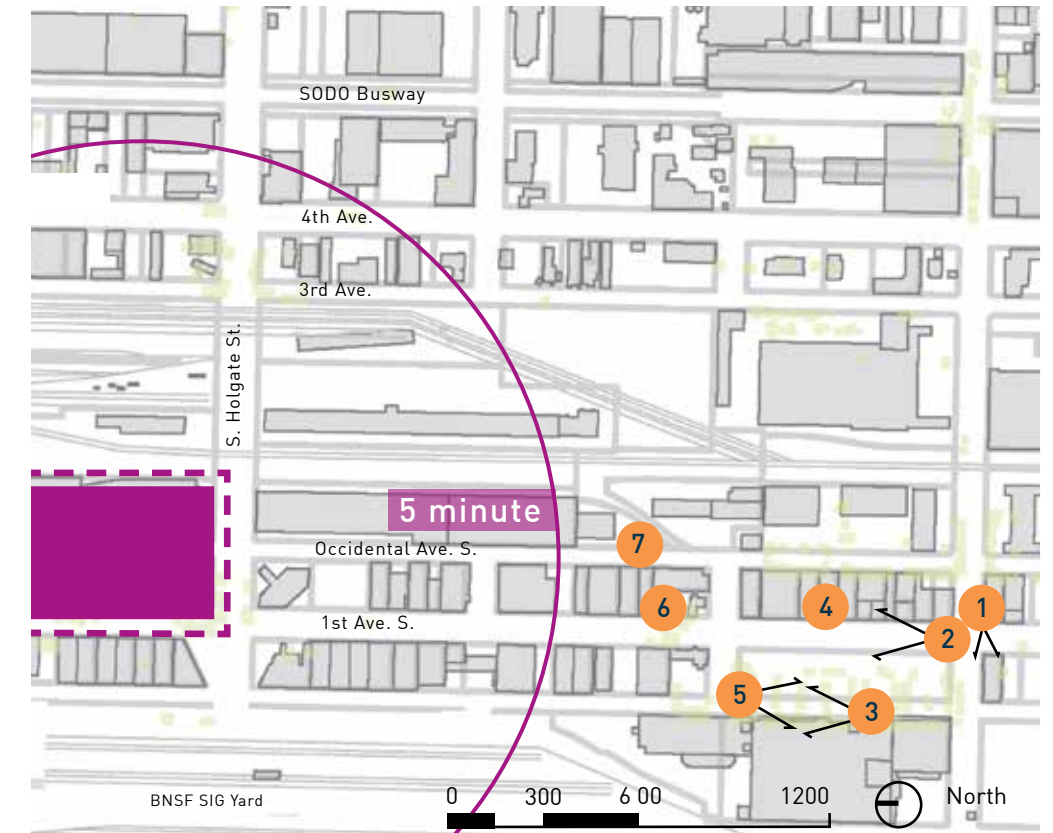 SODO Busway
4th Ave.
3rd Ave.
S. Holgate St.
5 minute
Occidental Ave. S.
7
6
4
1
1st Ave. S.
2
5
3
BNSF SIG Yard
0 300 6 00 1200
North